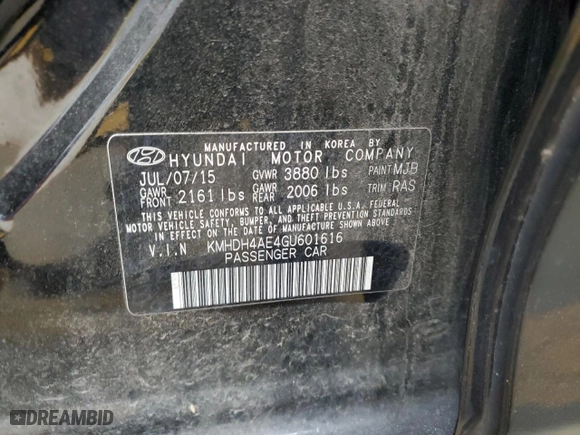 MANUFACTURED IN KOREA BY
HYUNDAI MOTOR COMPANY
JUL/07/15 GVWR 3880 lbs PAINT MJB
GAWR FRONT 2161 lbs GAWR REAR 2006 lbs TRIM RAS
THIS VEHICLE CONFORMS TO ALL APPLICABLE U.S.A. FEDERAL
MOTOR VEHICLE SAFETY, BUMPER, AND THEFT PREVENTION STANDARDS
IN EFFECT ON THE DATE OF MANUFACTURE SHOWN ABOVE.
V.I.N : KMHDH4AE4GU601616
PASSENGER CAR
DREAMBID